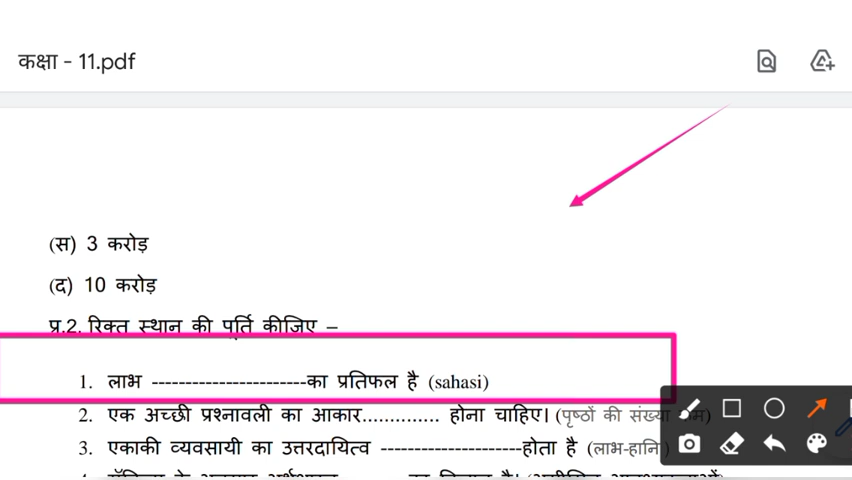 कक्षा - 11.pdf
(स) 3 करोड़
(द) 10 करोड़
प्र.2. रिक्त स्थान की पूर्ति कीजिए –
1. लाभ -----------------------का प्रतिफल है (sahasi)
2. एक अच्छी प्रश्नावली का आकार.............. होना चाहिए। (पृष्ठों की संख्या कम)
3. एकाकी व्यवसायी का उत्तरदायित्व ---------------------होता है (लाभ-हानि)